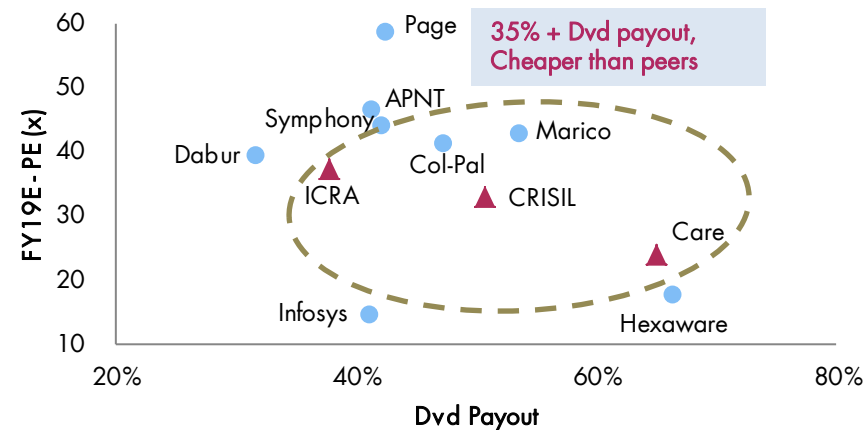 60
50
40
30
20
10
FY19E - PE (x)
Page
35% + Dvd payout,
Cheaper than peers
APNT
Symphony
Marico
Dabur
Col-Pal
ICRA
CRISIL
Care
Infosys
Hexaware
20%
40%
60%
80%
Dvd Payout